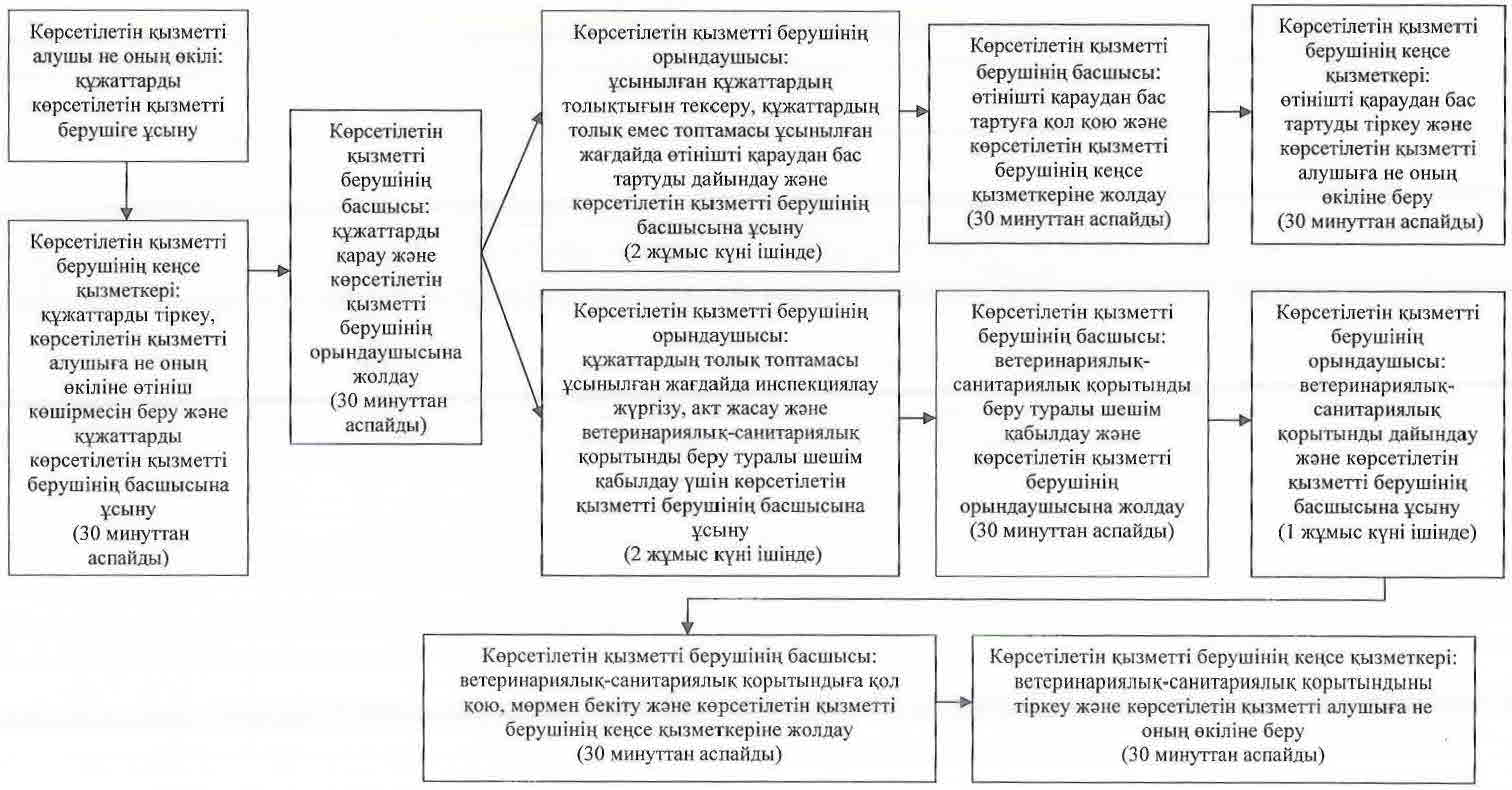 Көрсетілетін қызметті
алушы не оның өкілі:
құжаттарды
көрсетілетін қызметті
берушіге ұсыну
Көрсетілетін қызметті
берушінің кеңсе
қызметкері:
құжаттарды тіркеу,
көрсетілетін қызметті
алушыға не оның
өкіліне өтініш
көшірмесін беру және
құжаттарды
көрсетілетін қызметті
берушінің басшысына
ұсыну
(30 минуттан
аспайды)
Көрсетілетін
қызметті
берушінің
басшысы:
құжаттарды
қарау және
көрсетілетін
қызметті
берушінің
орындаушысына
жолдау
(30 минуттан
аспайды)
Көрсетілетін қызметті берушінің
орындаушысы:
ұсынылған құжаттардың
толықтығын тексеру, құжаттардың
толық емес топтамасы ұсынылған
жағдайда өтінішті қараудан бас
тартуды дайындау және
көрсетілетін қызметті берушінің
басшысына ұсыну
(2 жұмыс күні ішінде)
Көрсетілетін қызметті
берушінің басшысы:
өтінішті қараудан бас
тартуға қол қою және
көрсетілетін қызметті
берушінің кеңсе
қызметкеріне жолдау
(30 минуттан аспайды)
Көрсетілетін қызметті
берушінің кеңсе
қызметкері:
өтінішті қараудан бас
тартуды тіркеу және
көрсетілетін қызметті
алушыға не оның
өкіліне беру
(30 минуттан аспайды)
Көрсетілетін қызметті берушінің
орындаушысы:
құжаттардың толық топтамасы
ұсынылған жағдайда инспекциялау
жүргізу, акт жасау және
ветеринариялық-санитариялық
қорытынды беру туралы шешім
қабылдау үшін көрсетілетін
қызметті берушінің басшысына
ұсыну
(2 жұмыс күні ішінде)
Көрсетілетін қызметті
берушінің басшысы:
ветеринариялық-
санитариялық қорытынды
беру туралы шешім
қабылдау және
көрсетілетін қызметті
берушінің
орындаушысына жолдау
(30 минуттан аспайды)
Көрсетілетін қызметті
берушінің
орындаушысы:
ветеринариялық-
санитариялық
қорытынды дайындау
және көрсетілетін
қызметті берушінің
басшысына ұсыну
(1 жұмыс күні ішінде)
Көрсетілетін қызметті берушінің басшысы:
ветеринариялық-санитариялық қорытындыға қол
қою, мөрмен бекіту және көрсетілетін қызметті
берушінің кеңсе қызметкеріне жолдау
(30 минуттан аспайды)
Көрсетілетін қызметті берушінің кеңсе қызметкері:
ветеринариялық-санитариялық қорытындыны
тіркеу және көрсетілетін қызметті алушыға не
оның өкіліне беру
(30 минуттан аспайды)